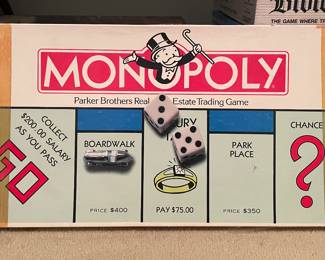 THE GAME WHERE
MONOPOLY
Parker Brothers Real Estate Trading Game
COLLECT
$200.00 SALARY
AS YOU PASS
GO
BOARDWALK
PRICE $400
PAY $75.00
PARK
PLACE
PRICE $350
CHANCE
?